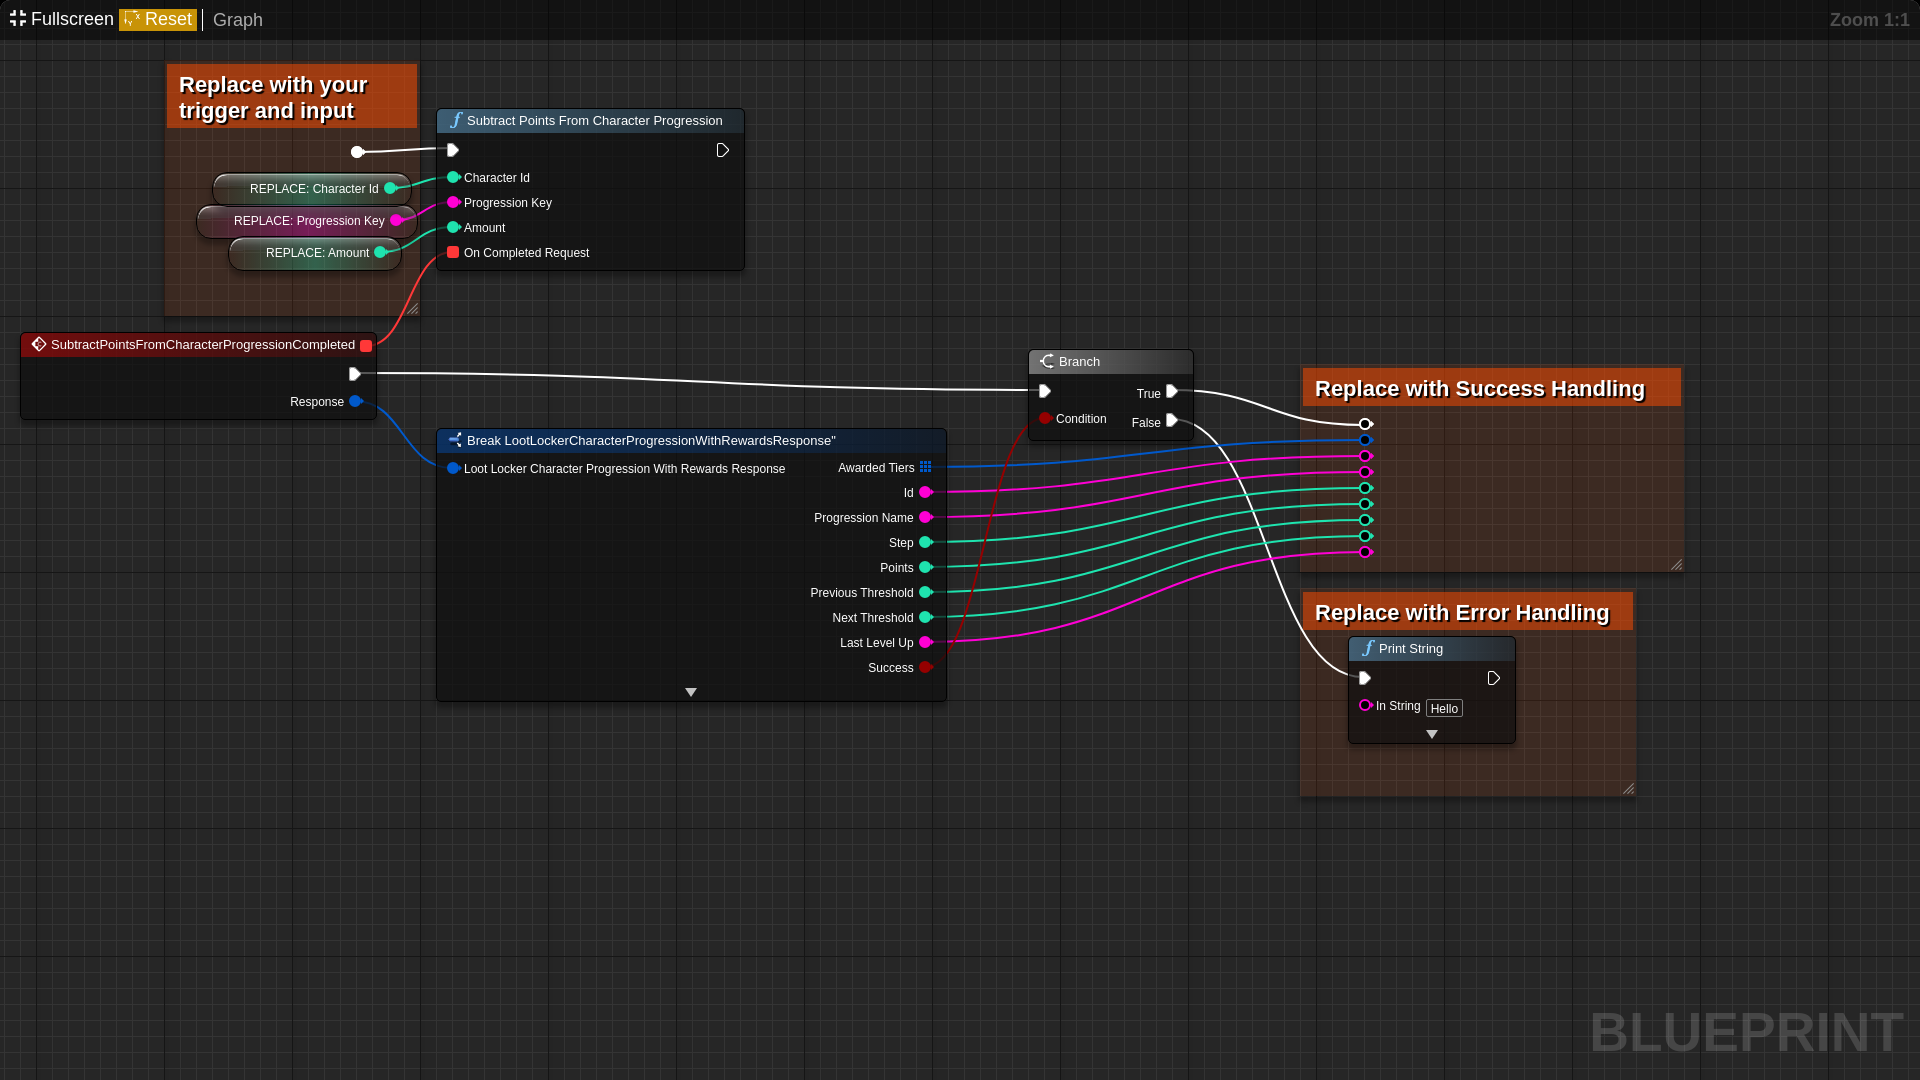 Fullscreen Reset Graph Zoom 1:1
Replace with your
trigger and input
Subtract Points From Character Progression
REPLACE: Character Id
REPLACE: Progression Key
REPLACE: Amount
Character Id
Progression Key
Amount
On Completed Request
SubtractPointsFromCharacterProgressionCompleted
Response
Break LootLockerCharacterProgressionWithRewardsResponse"
Loot Locker Character Progression With Rewards Response
Awarded Tiers
Id
Progression Name
Step
Points
Previous Threshold
Next Threshold
Last Level Up
Success
Branch
True
Condition
False
Replace with Success Handling
Replace with Error Handling
Print String
In String Hello
BLUEPRINT